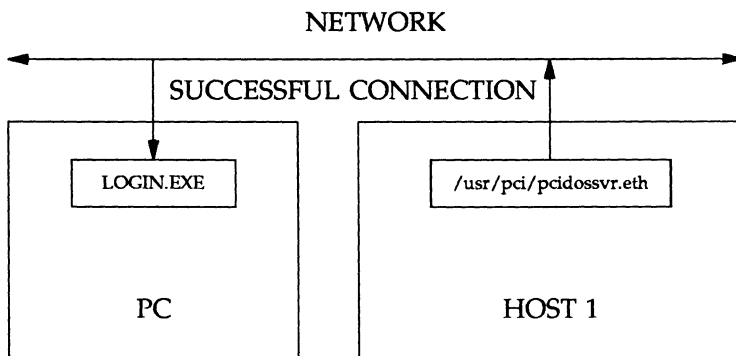 NETWORK
SUCCESSFUL CONNECTION
LOGIN.EXE
/usr/pci/pcidossvr.eth
PC
HOST 1